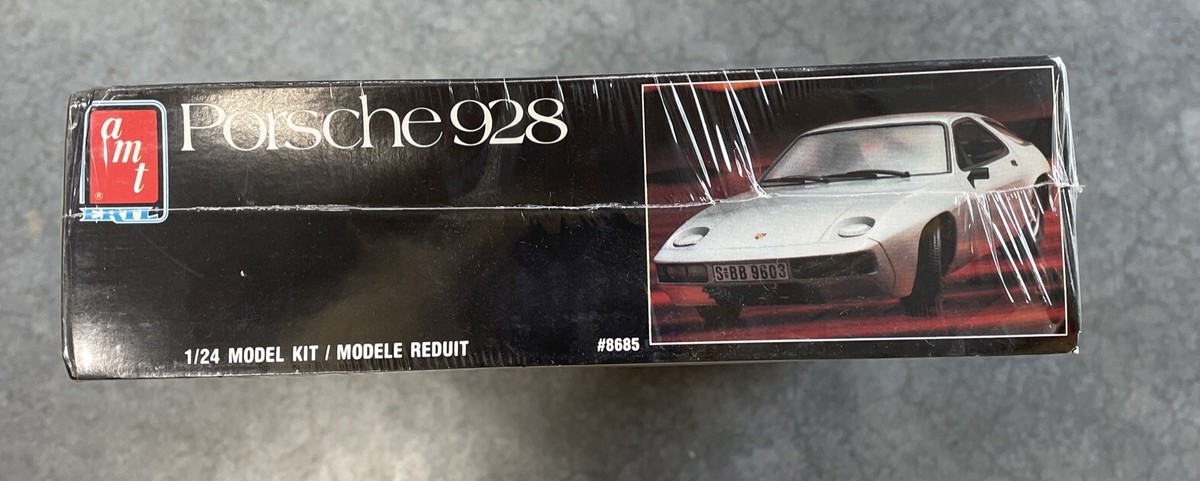 amt
®
ERTL
Porsche 928
S BB 9603
1/24 MODEL KIT / MODELE REDUIT
#8685